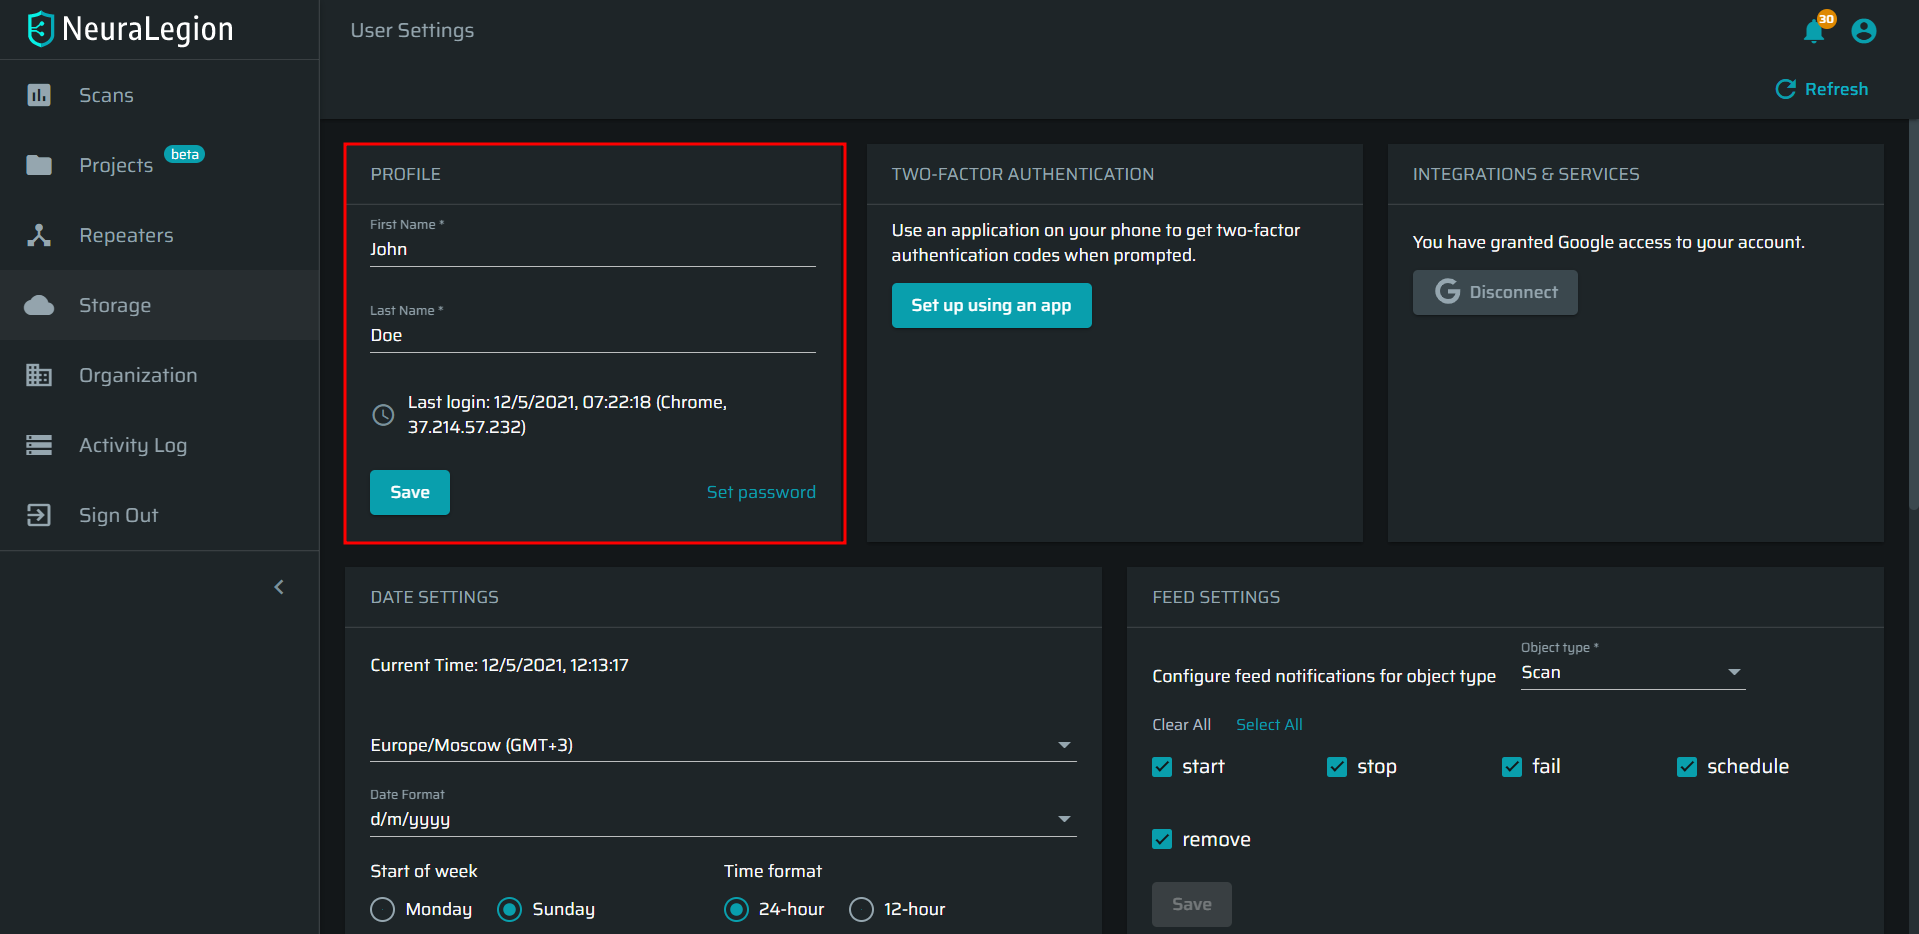 NeuraLegion
Scans
Projects beta
Repeaters
Storage
Organization
Activity Log
Sign Out
User Settings
30
Refresh
PROFILE
First Name *
John
Last Name *
Doe
Last login: 12/5/2021, 07:22:18 (Chrome,
37.214.57.232)
Save
Set password
TWO-FACTOR AUTHENTICATION
Use an application on your phone to get two-factor
authentication codes when prompted.
Set up using an app
INTEGRATIONS & SERVICES
You have granted Google access to your account.
G Disconnect
DATE SETTINGS
Current Time: 12/5/2021, 12:13:17
Europe/Moscow (GMT+3)
Date Format
d/m/yyyy
Start of week
Monday Sunday
Time format
24-hour 12-hour
FEED SETTINGS
Configure feed notifications for object type
Object type *
Scan
Clear All Select All
start stop fail schedule
remove
Save